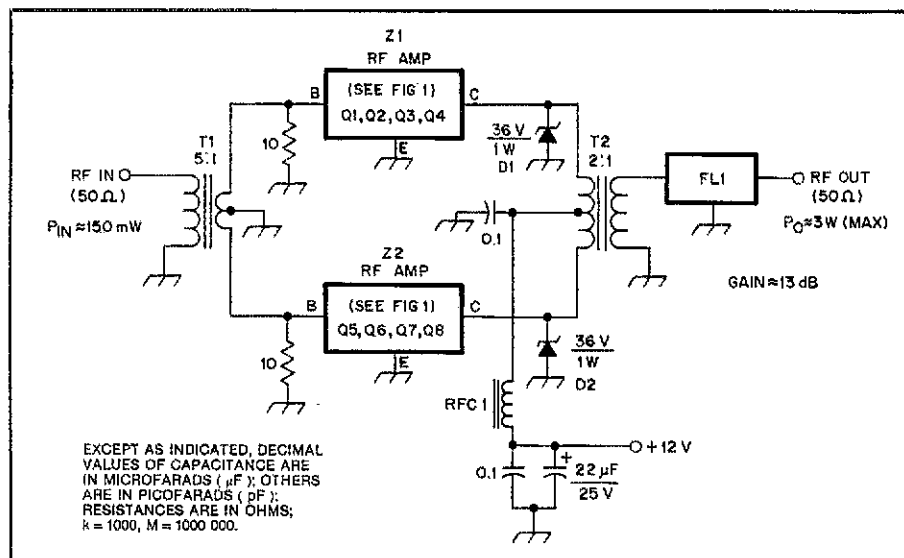 Z1
RF AMP
(SEE FIG 1)
Q1, Q2, Q3, Q4
B
C
E
10
T1
5:1
RF IN
(50Ω)
PIN ≈ 150 mW
36 V
1 W
D1
T2
2:1
FL1
RF OUT
(50Ω)
PO ≈ 3 W (MAX)
0.1
GAIN ≈ 13 dB
Z2
RF AMP
(SEE FIG 1)
Q5, Q6, Q7, Q8
B
C
E
10
36 V
1 W
D2
RFC 1
+12 V
0.1
+
22 µF
25 V
EXCEPT AS INDICATED, DECIMAL
VALUES OF CAPACITANCE ARE
IN MICROFARADS ( µF ); OTHERS
ARE IN PICOFARADS ( pF );
RESISTANCES ARE IN OHMS;
k = 1000, M = 1000 000.